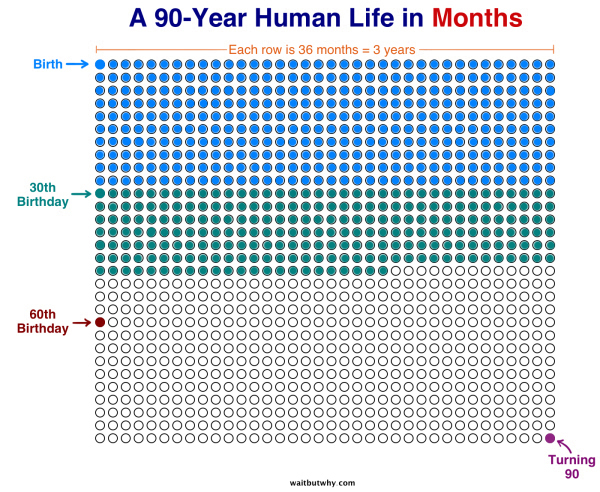 A 90-Year Human Life in Months
Each row is 36 months = 3 years
Birth
30th
Birthday
60th
Birthday
Turning
90
waitbutwhy.com